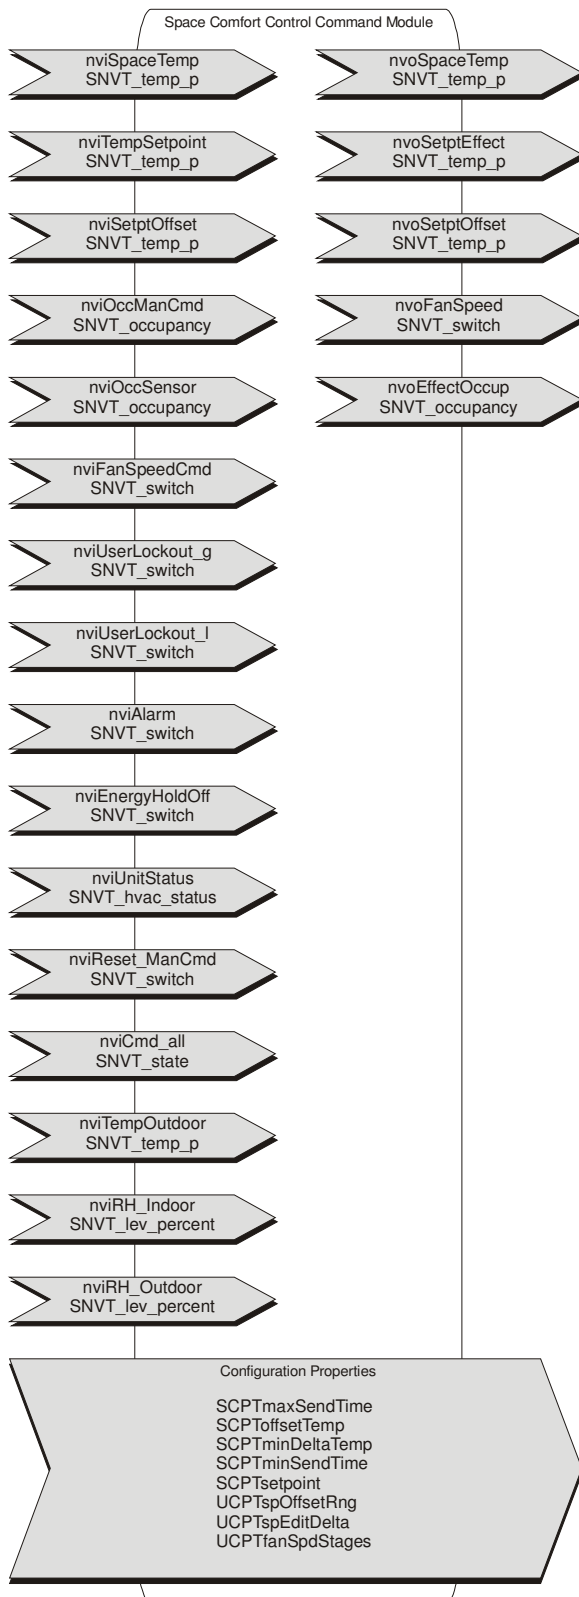 Space Comfort Control Command Module
nviSpaceTemp
SNVT_temp_p
nvoSpaceTemp
SNVT_temp_p
nviTempSetpoint
SNVT_temp_p
nvoSetptEffect
SNVT_temp_p
nviSetptOffset
SNVT_temp_p
nvoSetptOffset
SNVT_temp_p
nviOccManCmd
SNVT_occupancy
nvoFanSpeed
SNVT_switch
nviOccSensor
SNVT_occupancy
nvoEffectOccup
SNVT_occupancy
nviFanSpeedCmd
SNVT_switch
nviUserLockout_g
SNVT_switch
nviUserLockout_l
SNVT_switch
nviAlarm
SNVT_switch
nviEnergyHoldOff
SNVT_switch
nviUnitStatus
SNVT_hvac_status
nviReset_ManCmd
SNVT_switch
nviCmd_all
SNVT_state
nviTempOutdoor
SNVT_temp_p
nviRH_Indoor
SNVT_lev_percent
nviRH_Outdoor
SNVT_lev_percent
Configuration Properties
SCPTmaxSendTime
SCPToffsetTemp
SCPTminDeltaTemp
SCPTminSendTime
SCPTsetpoint
UCPTspOffsetRng
UCPTspEditDelta
UCPTfanSpdStages